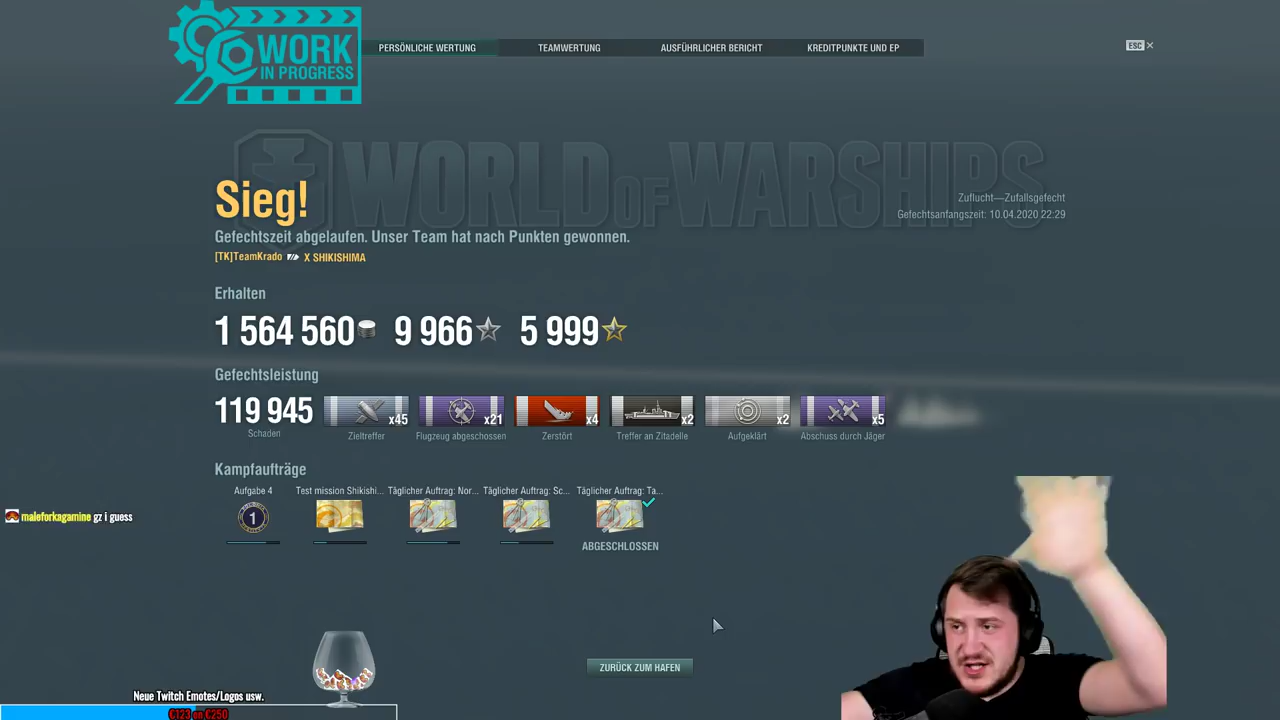 WORK
IN PROGRESS
PERSÖNLICHE WERTUNG
TEAMWERTUNG
AUSFÜHRLICHER BERICHT
KREDITPUNKTE UND EP
ESC
WORLD OF WARSHIPS
Sieg!
Zuflucht—Zufallsgefecht
Gefechtsanfangszeit: 10.04.2020 22:29
Gefechtszeit abgelaufen. Unser Team hat nach Punkten gewonnen.
[TK]TeamKrado X SHIKISHIMA
Erhalten
1 564 560 9 966 5 999
Gefechtsleistung
119 945 x45 x21 x4 x2 x2 x5
Schaden Zieltreffer Flugzeug abgeschossen Zerstört Treffer an Zitadelle Aufgeklärt Abschuss durch Jäger
Kampfaufträge
Aufgabe 4 Test mission Shikishi... Täglicher Auftrag: Nor... Täglicher Auftrag: Sc... Täglicher Auftrag: Ta...
1
maleforkagamine gz i guess
ABGESCHLOSSEN
ZURÜCK ZUM HAFEN
Neue Twitch Emotes/Logos usw.
€123 on €250